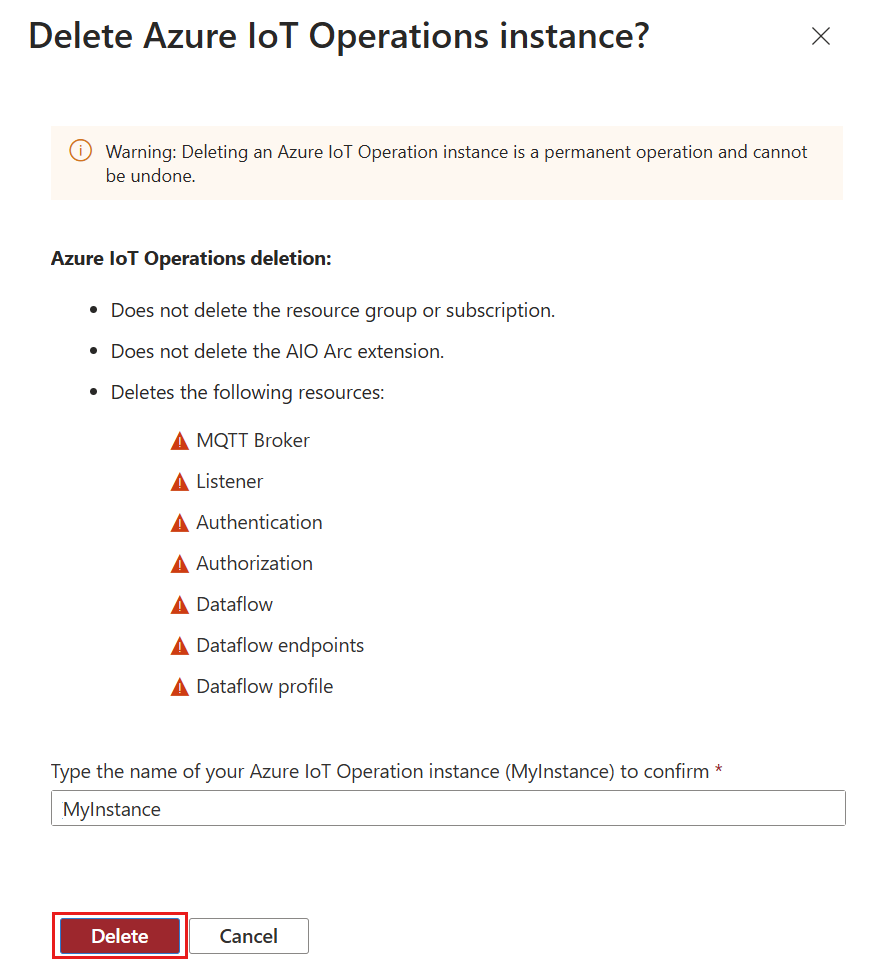 Delete Azure IoT Operations instance?
Warning: Deleting an Azure IoT Operation instance is a permanent operation and cannot
be undone.
Azure IoT Operations deletion:
• Does not delete the resource group or subscription.
• Does not delete the AIO Arc extension.
• Deletes the following resources:
MQTT Broker
Listener
Authentication
Authorization
Dataflow
Dataflow endpoints
Dataflow profile
Type the name of your Azure IoT Operation instance (MyInstance) to confirm *
MyInstance
Delete Cancel